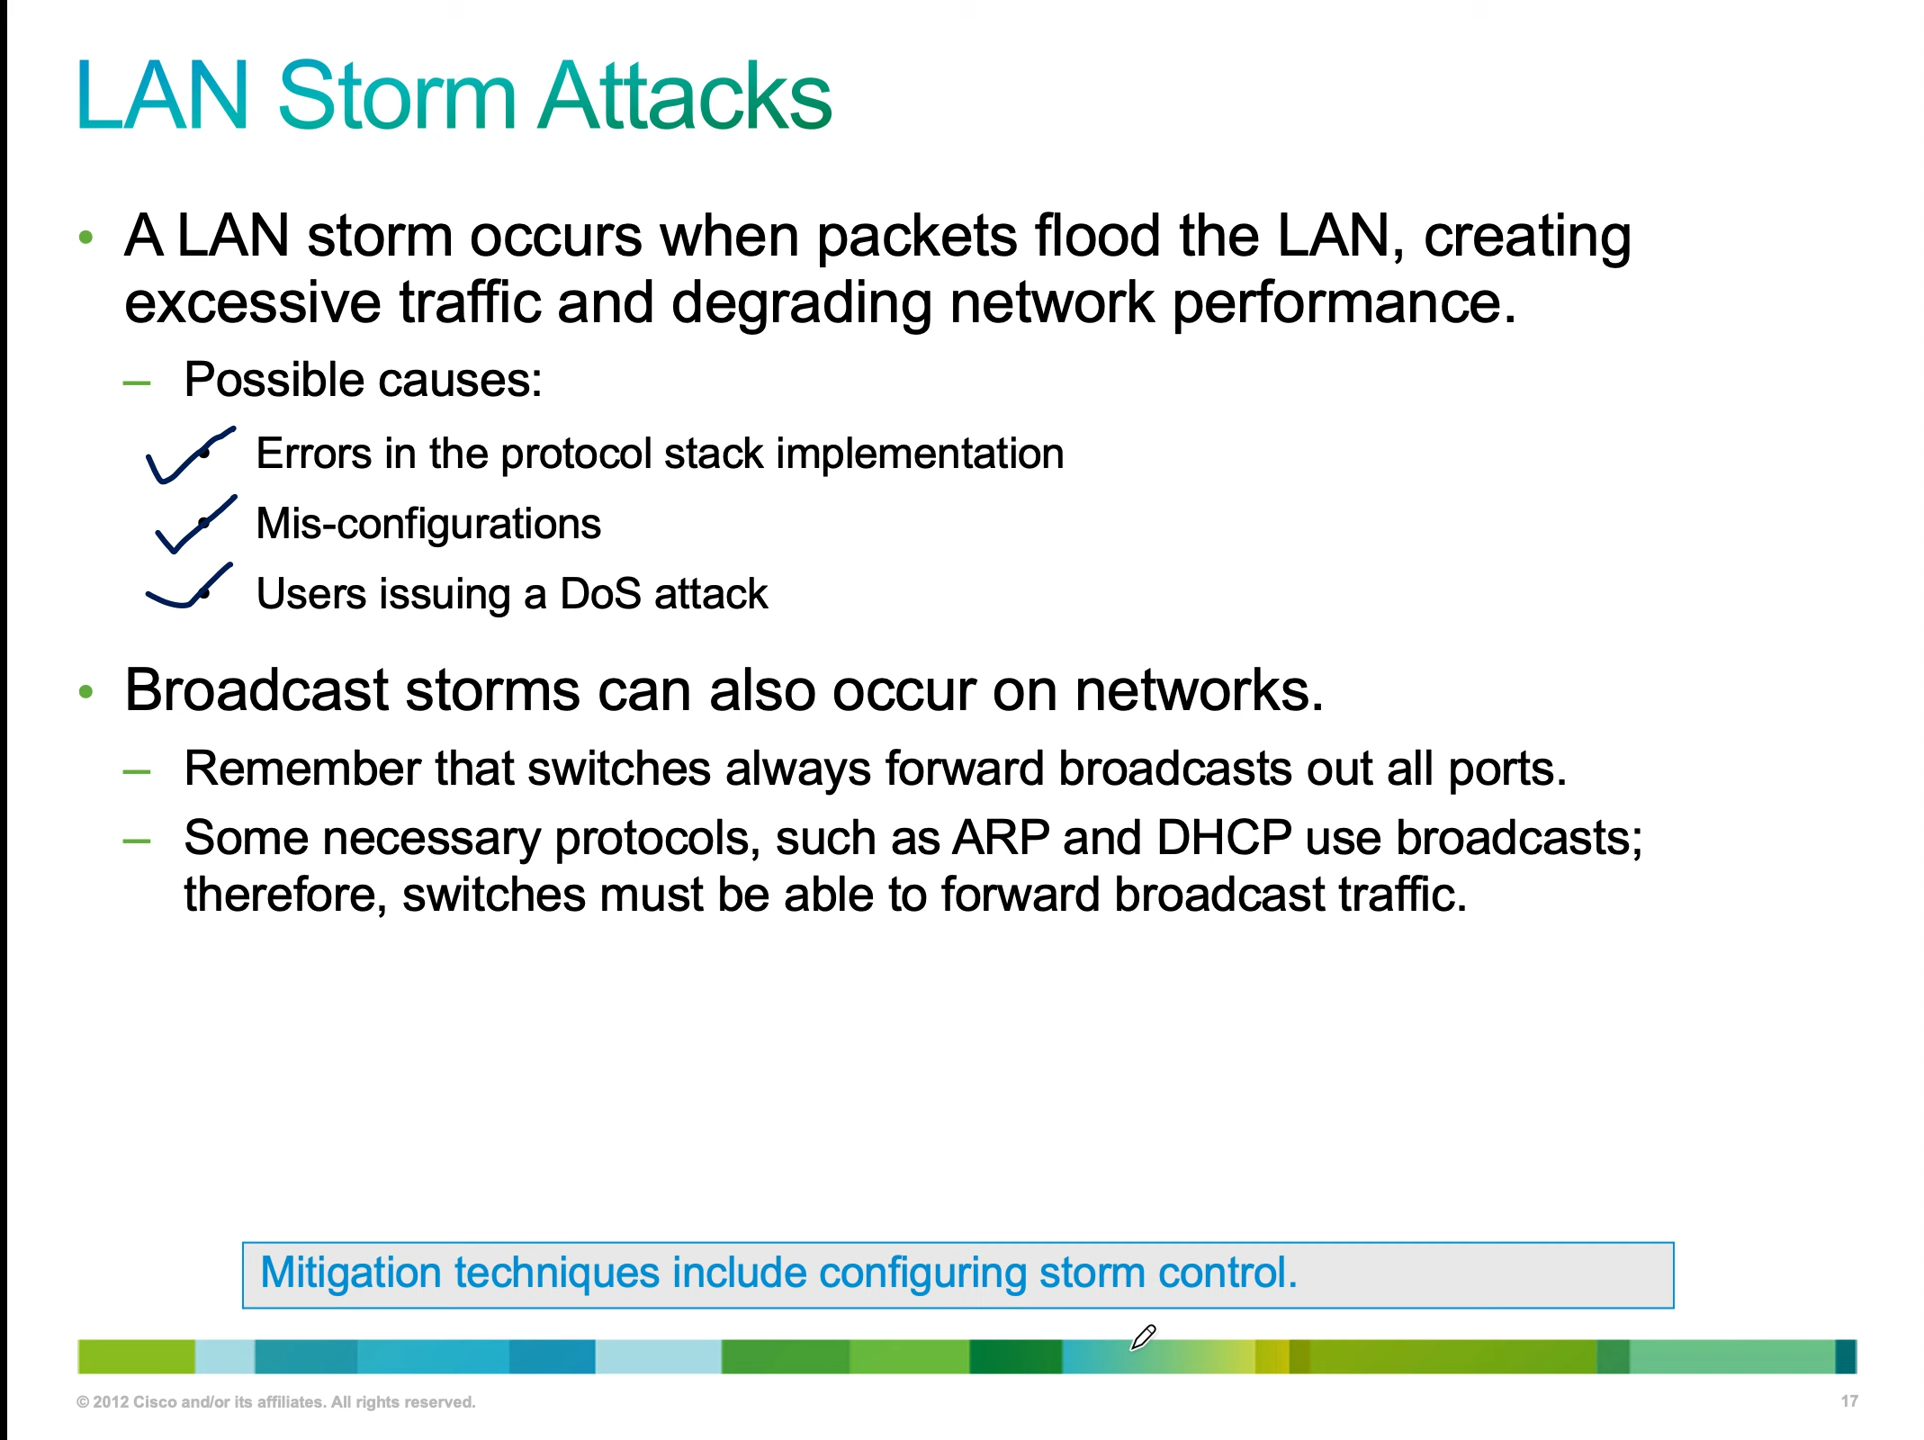 LAN Storm Attacks
• A LAN storm occurs when packets flood the LAN, creating
excessive traffic and degrading network performance.
– Possible causes:
• Errors in the protocol stack implementation
• Mis-configurations
• Users issuing a DoS attack
• Broadcast storms can also occur on networks.
– Remember that switches always forward broadcasts out all ports.
– Some necessary protocols, such as ARP and DHCP use broadcasts;
therefore, switches must be able to forward broadcast traffic.
Mitigation techniques include configuring storm control.
© 2012 Cisco and/or its affiliates. All rights reserved.
17